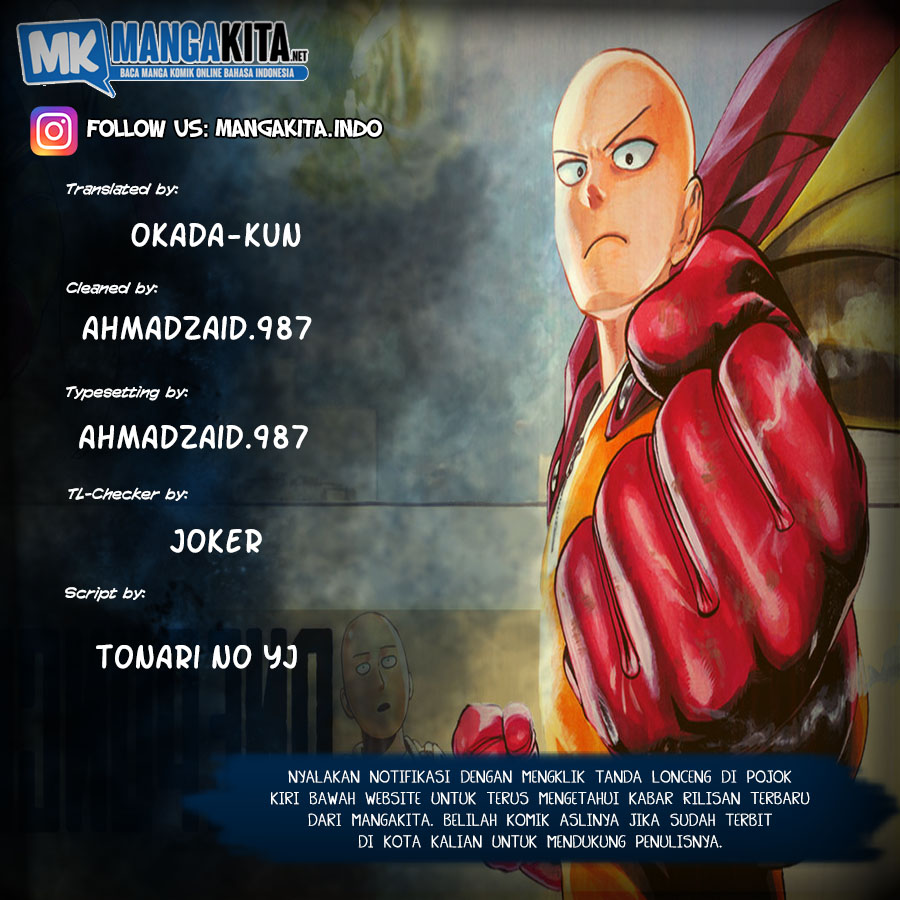 MK MANGAKITA.NET
BACA MANGA KOMIK ONLINE BAHASA INDONESIA
FOLLOW US: MANGAKITA.INDO
Translated by:
OKADA-KUN
Cleaned by:
AHMADZAID.987
Typesetting by:
AHMADZAID.987
TL-Checker by:
JOKER
Script by:
TONARI NO YJ
NYALAKAN NOTIFIKASI DENGAN MENGKLIK TANDA LONCENG DI POJOK
KIRI BAWAH WEBSITE UNTUK TERUS MENGETAHUI KABAR RILISAN TERBARU
DARI MANGAKITA. BELILAH KOMIK ASLINYA JIKA SUDAH TERBIT
DI KOTA KALIAN UNTUK MENDUKUNG PENULISNYA.